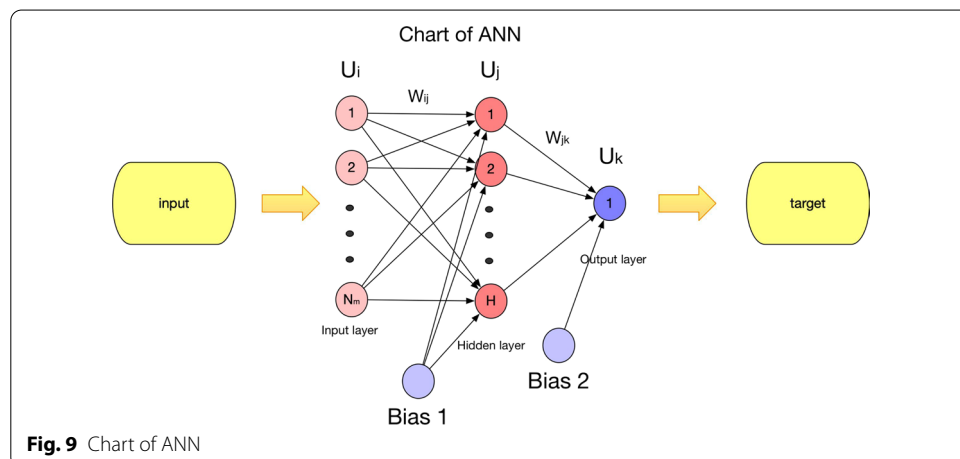 Chart of ANN
Ui
Uj
Wij
1
1
Wjk
Uk
2
2
input
1
target
Output layer
Nm
H
Input layer
Hidden layer
Bias 1
Bias 2
Fig. 9 Chart of ANN